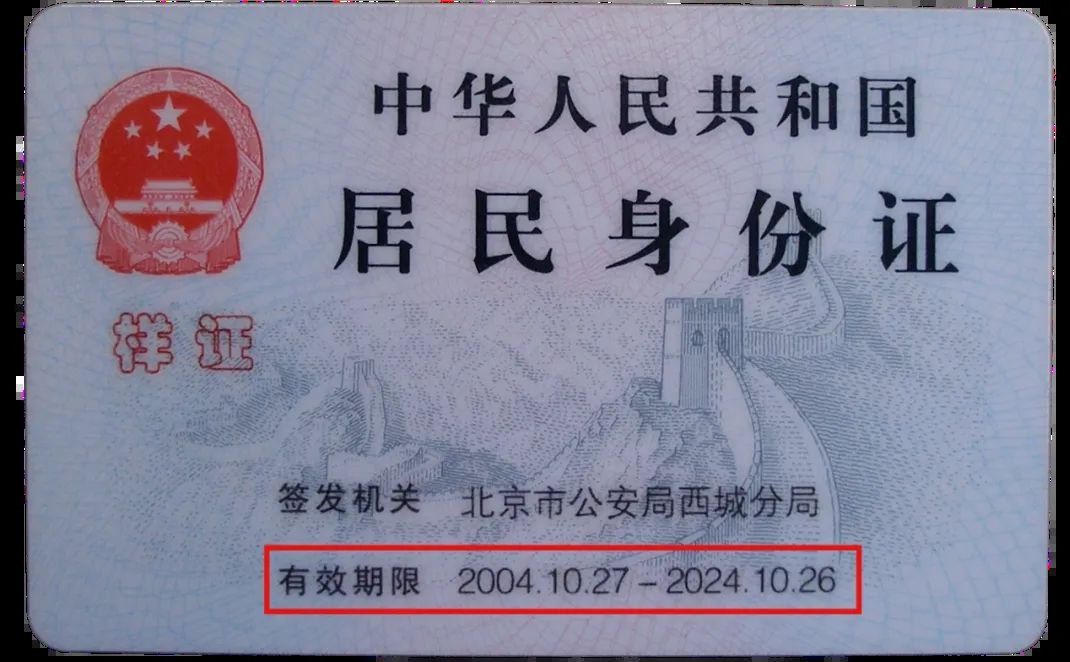 中华人民共和国
居民身份证
样证
签发机关 北京市公安局西城分局
有效期限 2004.10.27-2024.10.26